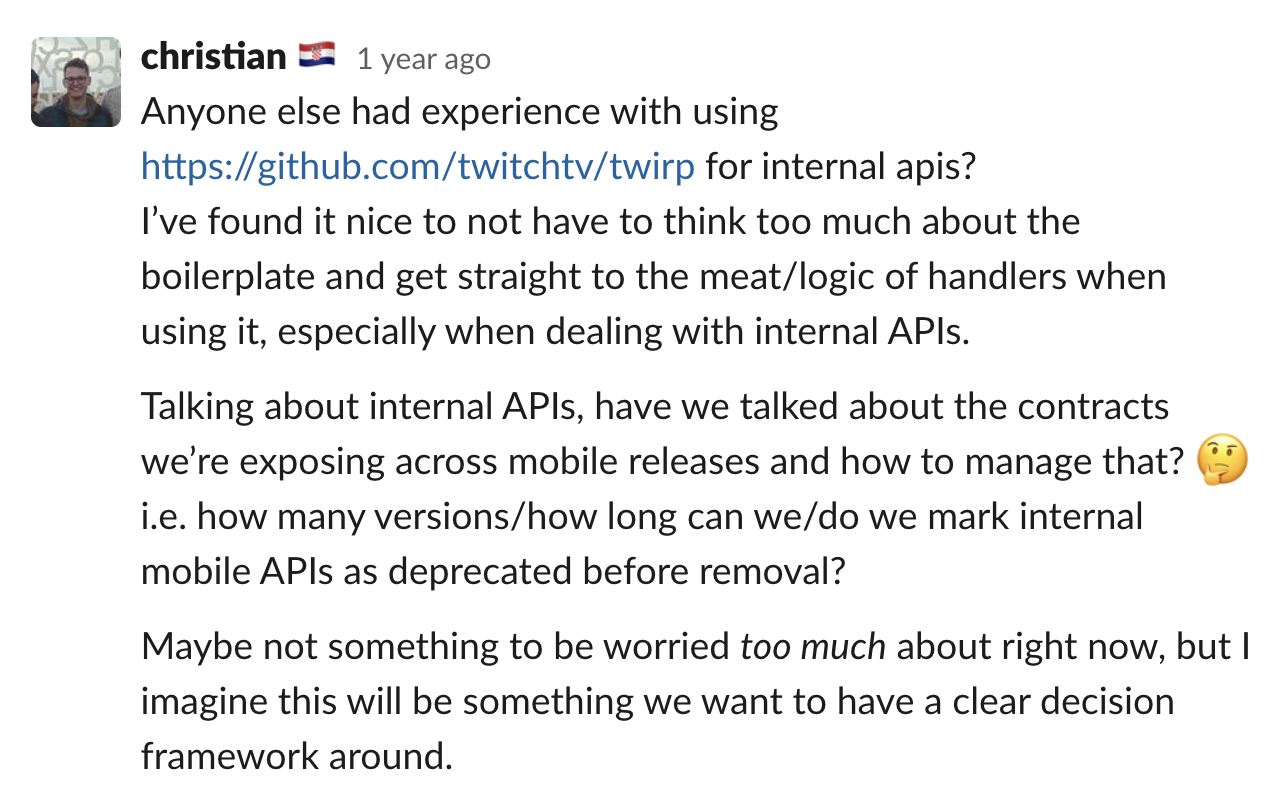 christian 🇭🇷 1 year ago
Anyone else had experience with using
https://github.com/twitchtv/twirp for internal apis?
I’ve found it nice to not have to think too much about the
boilerplate and get straight to the meat/logic of handlers when
using it, especially when dealing with internal APIs.
Talking about internal APIs, have we talked about the contracts
we’re exposing across mobile releases and how to manage that? 🤔
i.e. how many versions/how long can we/do we mark internal
mobile APIs as deprecated before removal?
Maybe not something to be worried too much about right now, but I
imagine this will be something we want to have a clear decision
framework around.